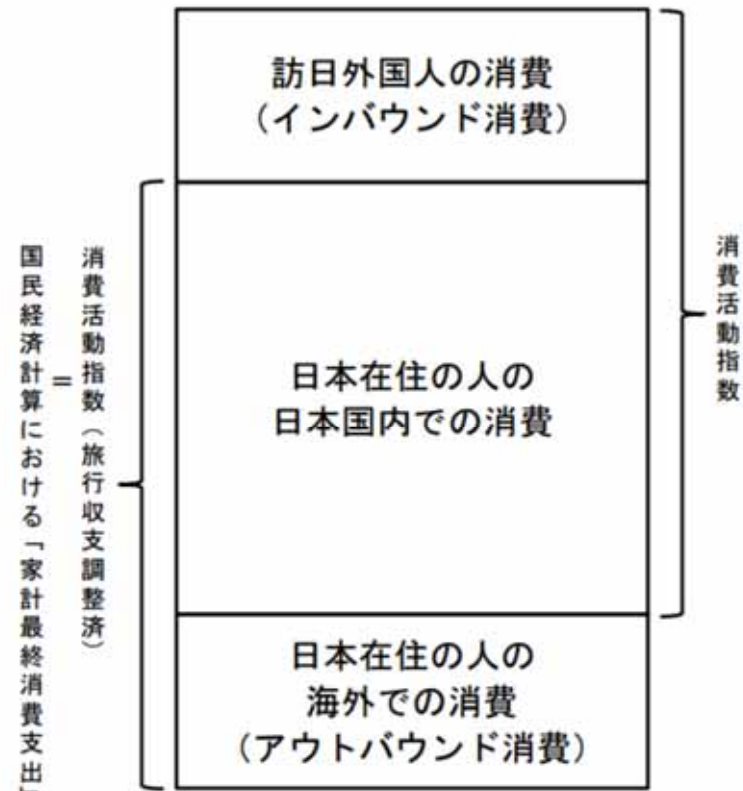 訪日外国人の消費
（インバウンド消費）
日本在住の人の
日本国内での消費
日本在住の人の
海外での消費
（アウトバウンド消費）
消費活動指数
消費活動指数（旅行収支調整済）
＝
国民経済計算における「家計最終消費支出」